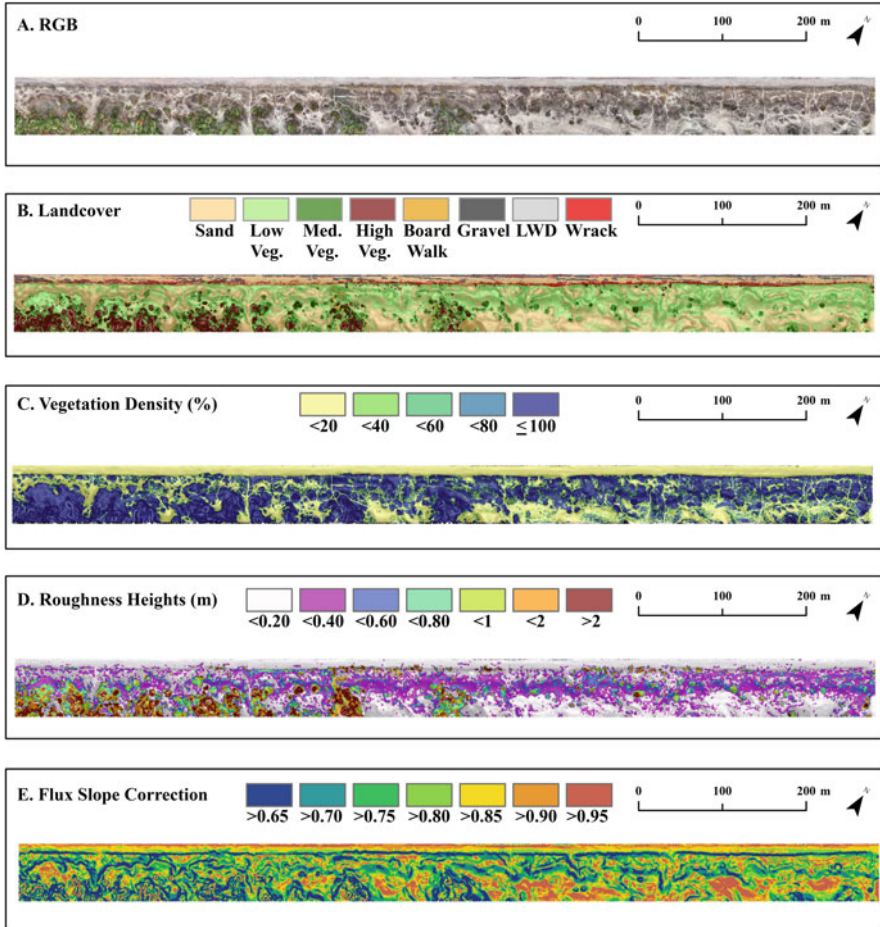 A. RGB
0 100 200 m
N
B. Landcover
Sand Low Veg. Med. Veg. High Veg. Board Walk Gravel LWD Wrack
0 100 200 m
N
C. Vegetation Density (%)
<20 <40 <60 <80 ≤100
0 100 200 m
N
D. Roughness Heights (m)
<0.20 <0.40 <0.60 <0.80 <1 <2 >2
0 100 200 m
N
E. Flux Slope Correction
>0.65 >0.70 >0.75 >0.80 >0.85 >0.90 >0.95
0 100 200 m
N